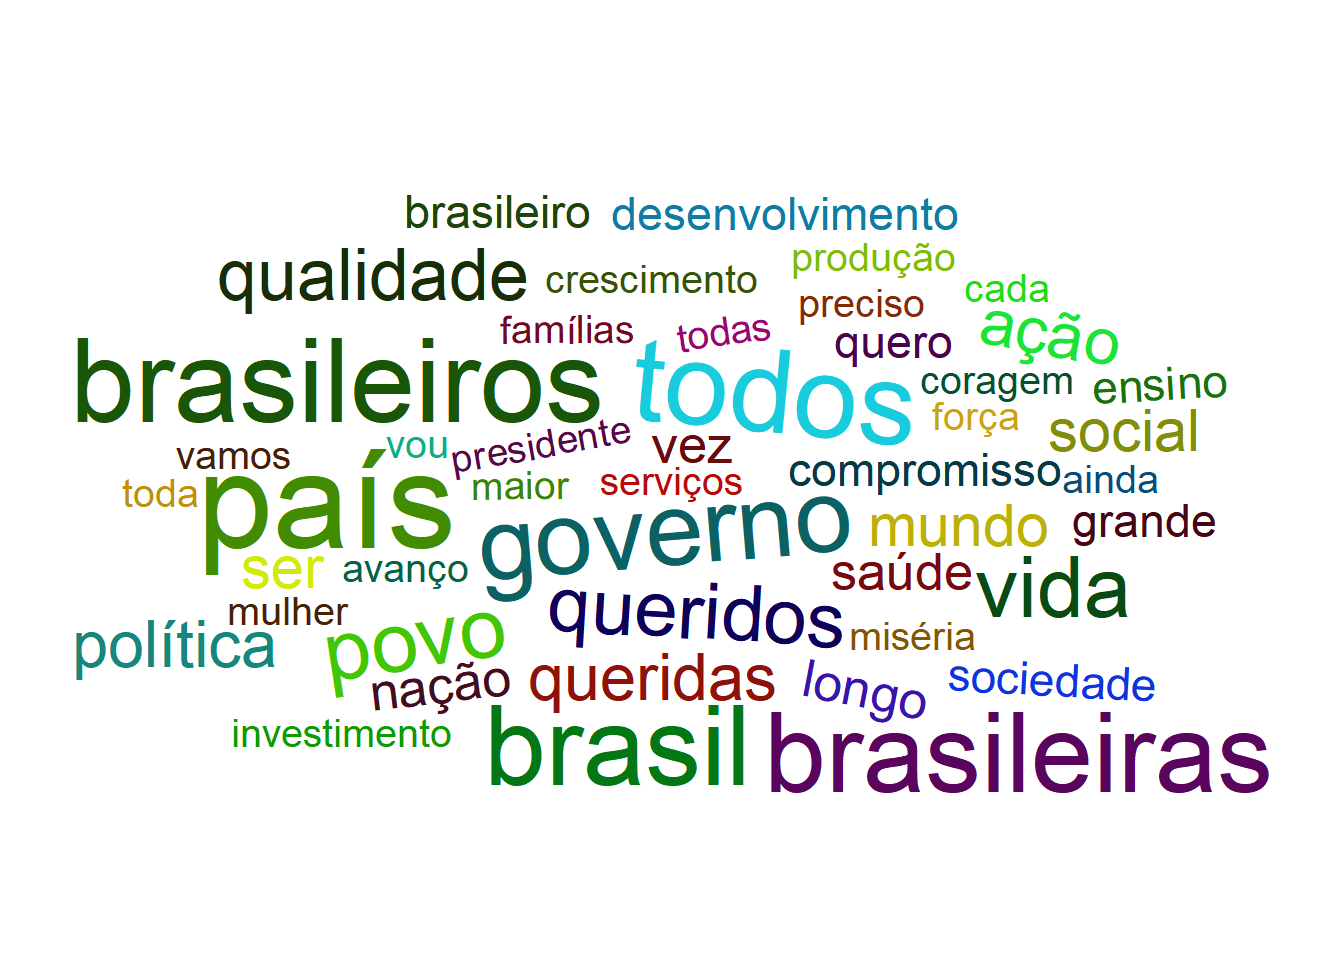 brasileiro desenvolvimento
qualidade crescimento produção
preciso cada
famílias todas quero ação
brasileiros todos coragem ensino
vou presidente vez força social
vamos
toda país maior serviços compromisso ainda
governo mundo grande
ser avanço saúde vida
mulher queridos
política povo miséria
nação queridas longo sociedade
investimento brasil brasileiras